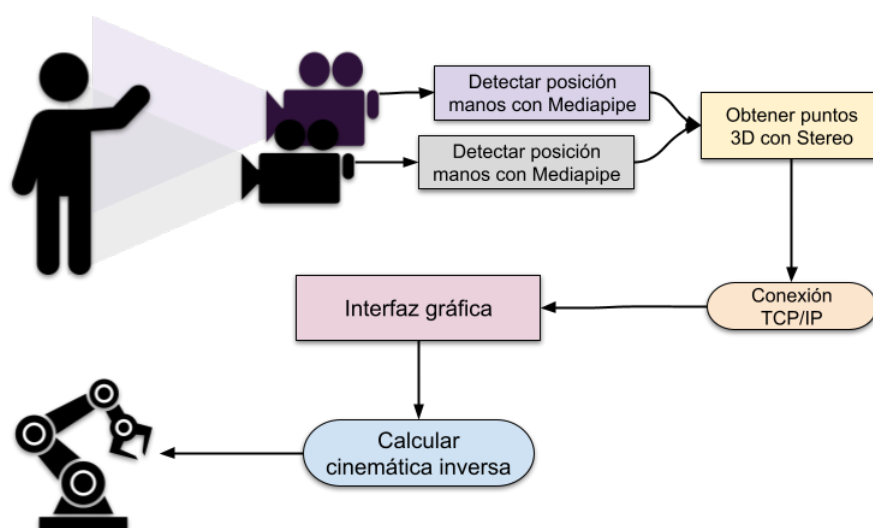 Detectar posición
manos con Mediapipe
Detectar posición
manos con Mediapipe
Obtener puntos
3D con Stereo
Conexión
TCP/IP
Interfaz gráfica
Calcular
cinemática inversa